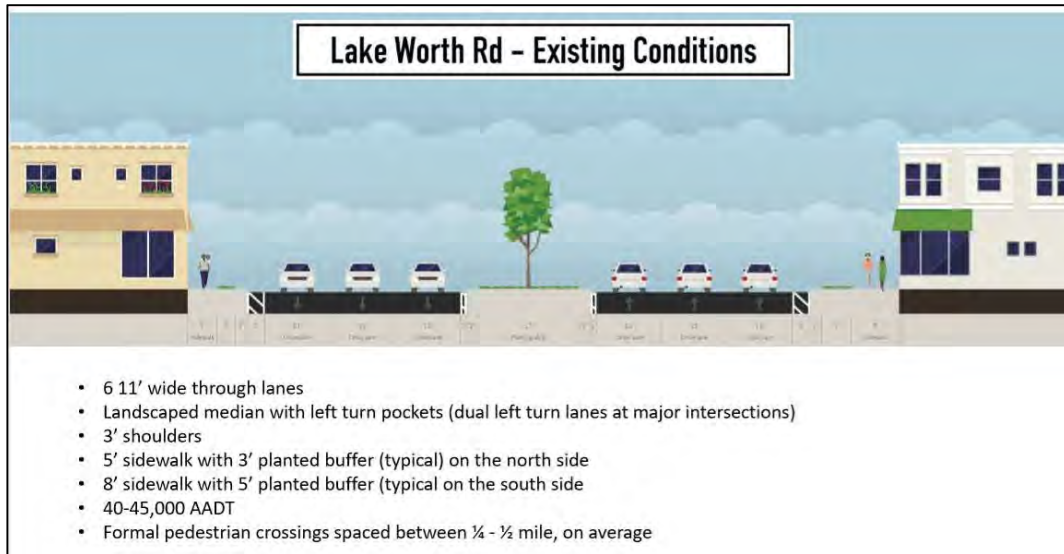 Lake Worth Rd – Existing Conditions
• 6 11’ wide through lanes
• Landscaped median with left turn pockets (dual left turn lanes at major intersections)
• 3’ shoulders
• 5’ sidewalk with 3’ planted buffer (typical) on the north side
• 8’ sidewalk with 5’ planted buffer (typical on the south side
• 40-45,000 AADT
• Formal pedestrian crossings spaced between ¼ - ½ mile, on average